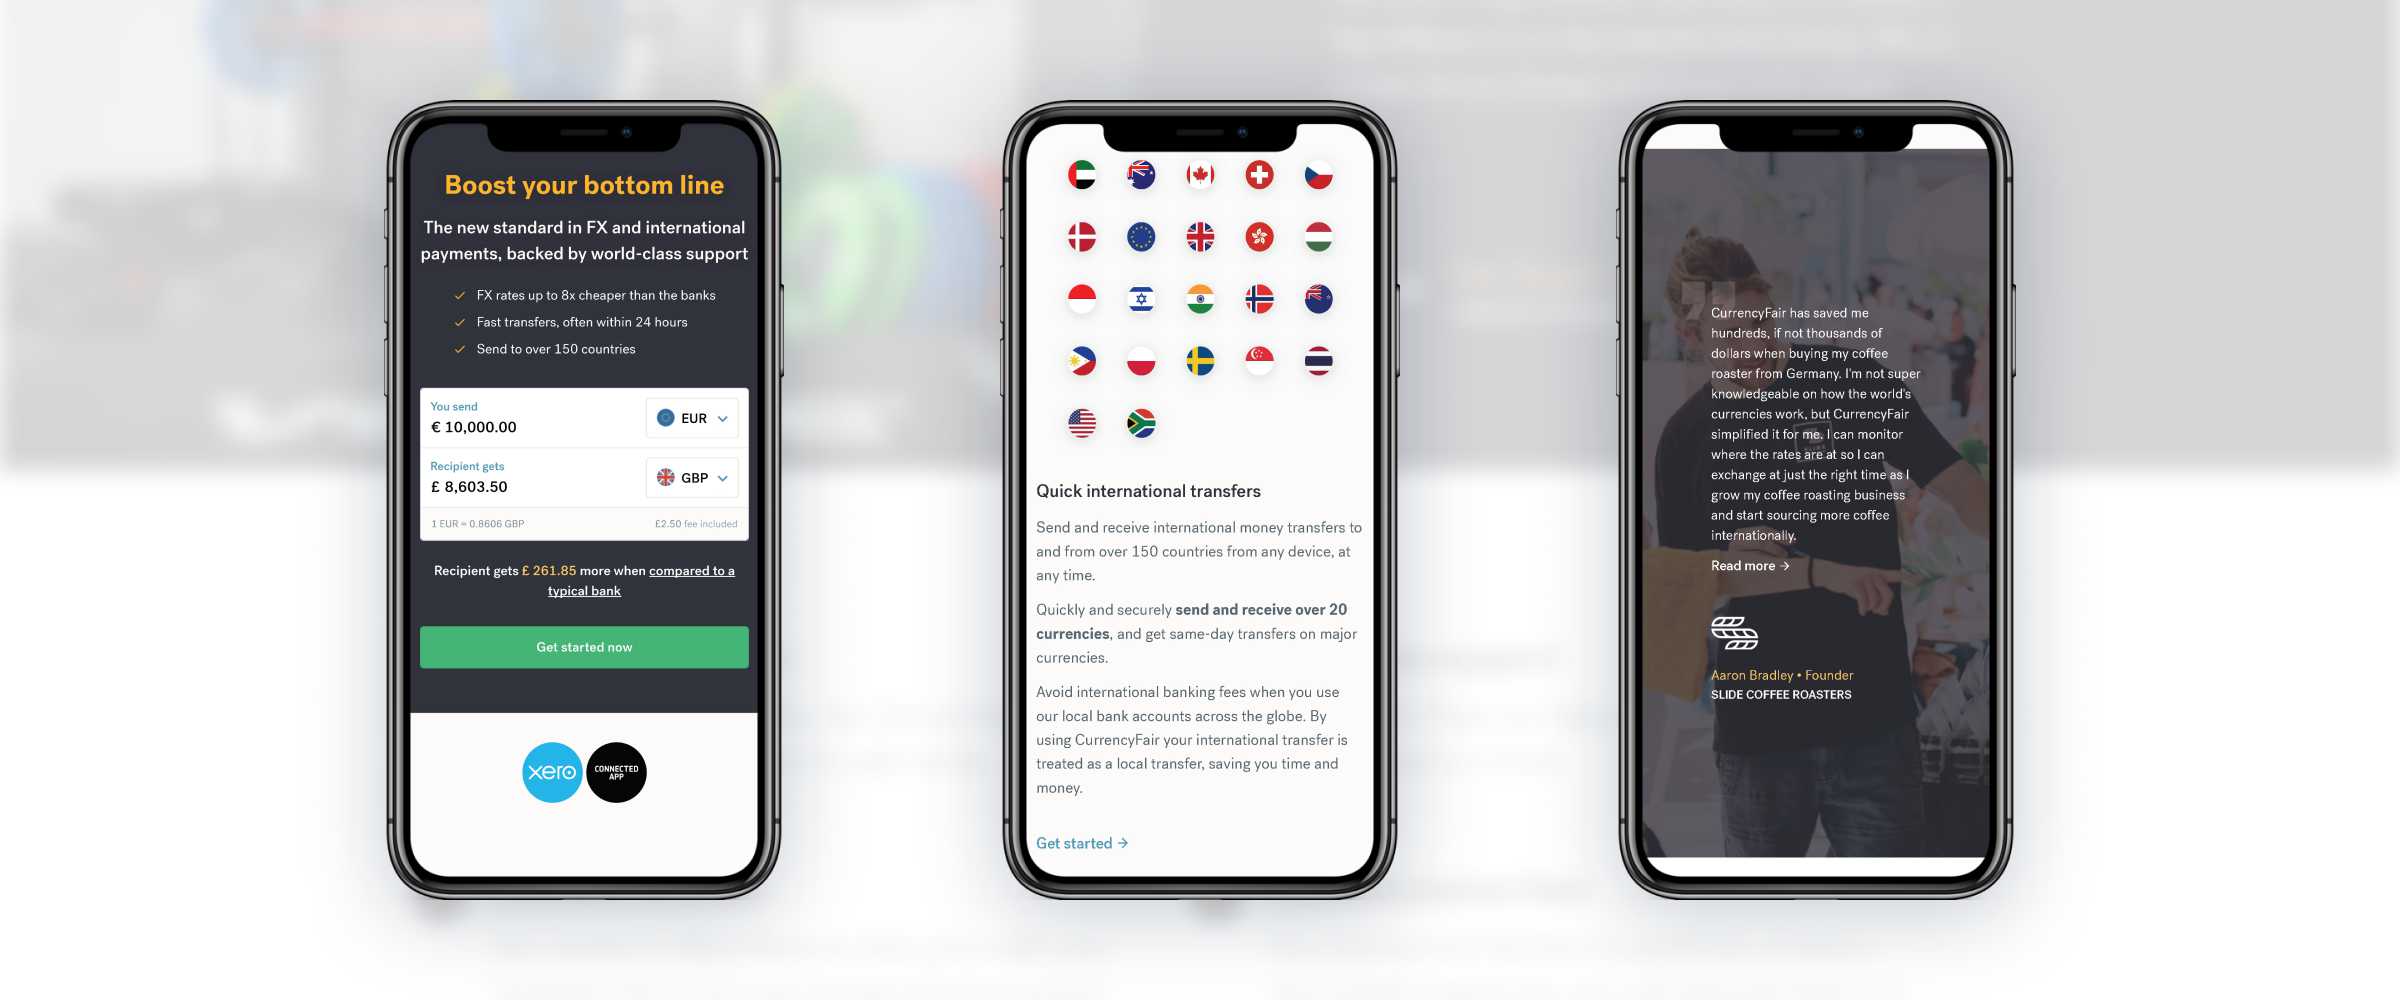 Boost your bottom line
The new standard in FX and international
payments, backed by world-class support
FX rates up to 8x cheaper than the banks
Fast transfers, often within 24 hours
Send to over 150 countries
You send
€ 10,000.00
EUR
Recipient gets
£ 8,603.50
GBP
1 EUR = 0.8606 GBP
£2.50 fee included
Recipient gets £ 261.85 more when compared to a
typical bank
Get started now
xero
CONNECTED
APP
Quick international transfers
Send and receive international money transfers to
and from over 150 countries from any device, at
any time.
Quickly and securely send and receive over 20
currencies, and get same-day transfers on major
currencies.
Avoid international banking fees when you use
our local bank accounts across the globe. By
using CurrencyFair your international transfer is
treated as a local transfer, saving you time and
money.
Get started →
CurrencyFair has saved me
hundreds, if not thousands of
dollars when buying my coffee
roaster from Germany. I'm not super
knowledgeable on how the world's
currencies work, but CurrencyFair
simplified it for me. I can monitor
where the rates are at so I can
exchange at just the right time as I
grow my coffee roasting business
and start sourcing more coffee
internationally.
Read more →
Aaron Bradley • Founder
SLIDE COFFEE ROASTERS